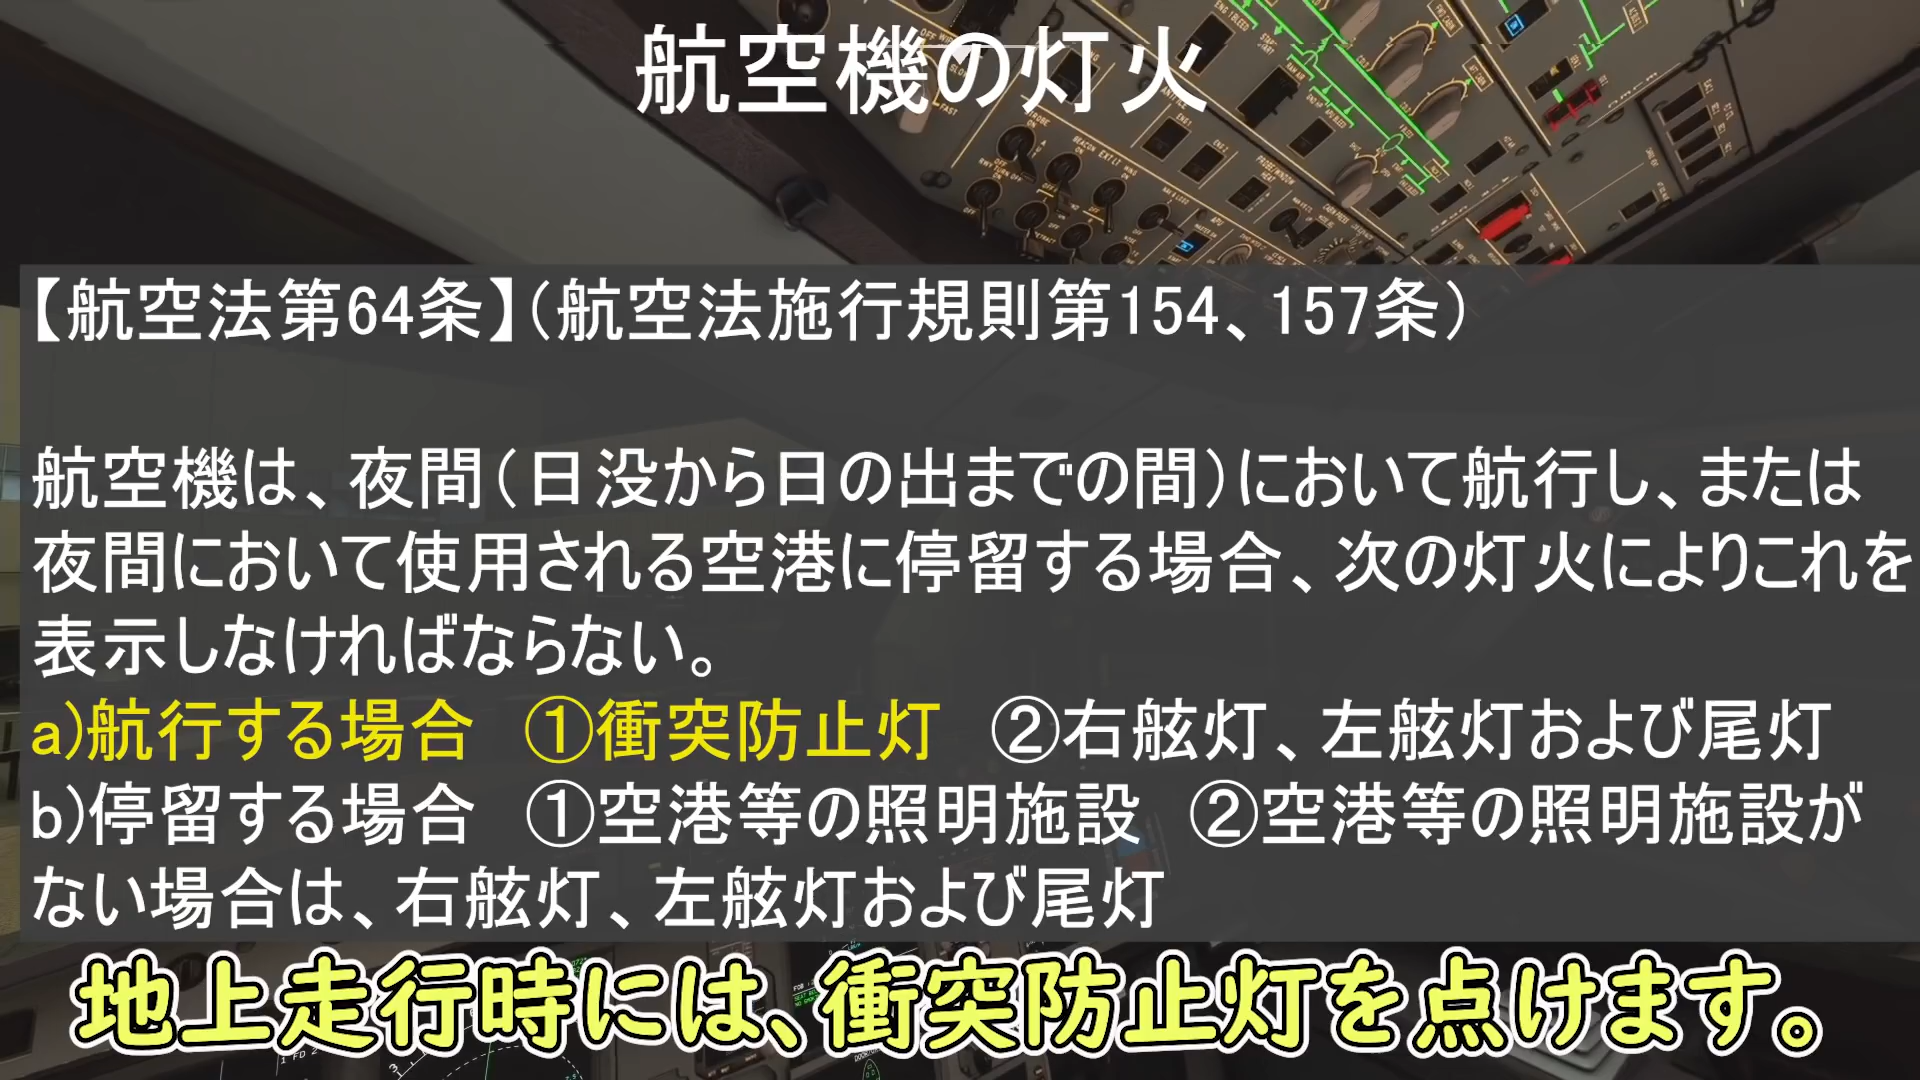 航空機の灯火
【航空法第64条】（航空法施行規則第154、157条）
航空機は、夜間（日没から日の出までの間）において航行し、または
夜間において使用される空港に停留する場合、次の灯火によりこれを
表示しなければならない。
a)航行する場合　①衝突防止灯　②右舷灯、左舷灯および尾灯
b)停留する場合　①空港等の照明施設　②空港等の照明施設が
ない場合は、右舷灯、左舷灯および尾灯
地上走行時には、衝突防止灯を点けます。